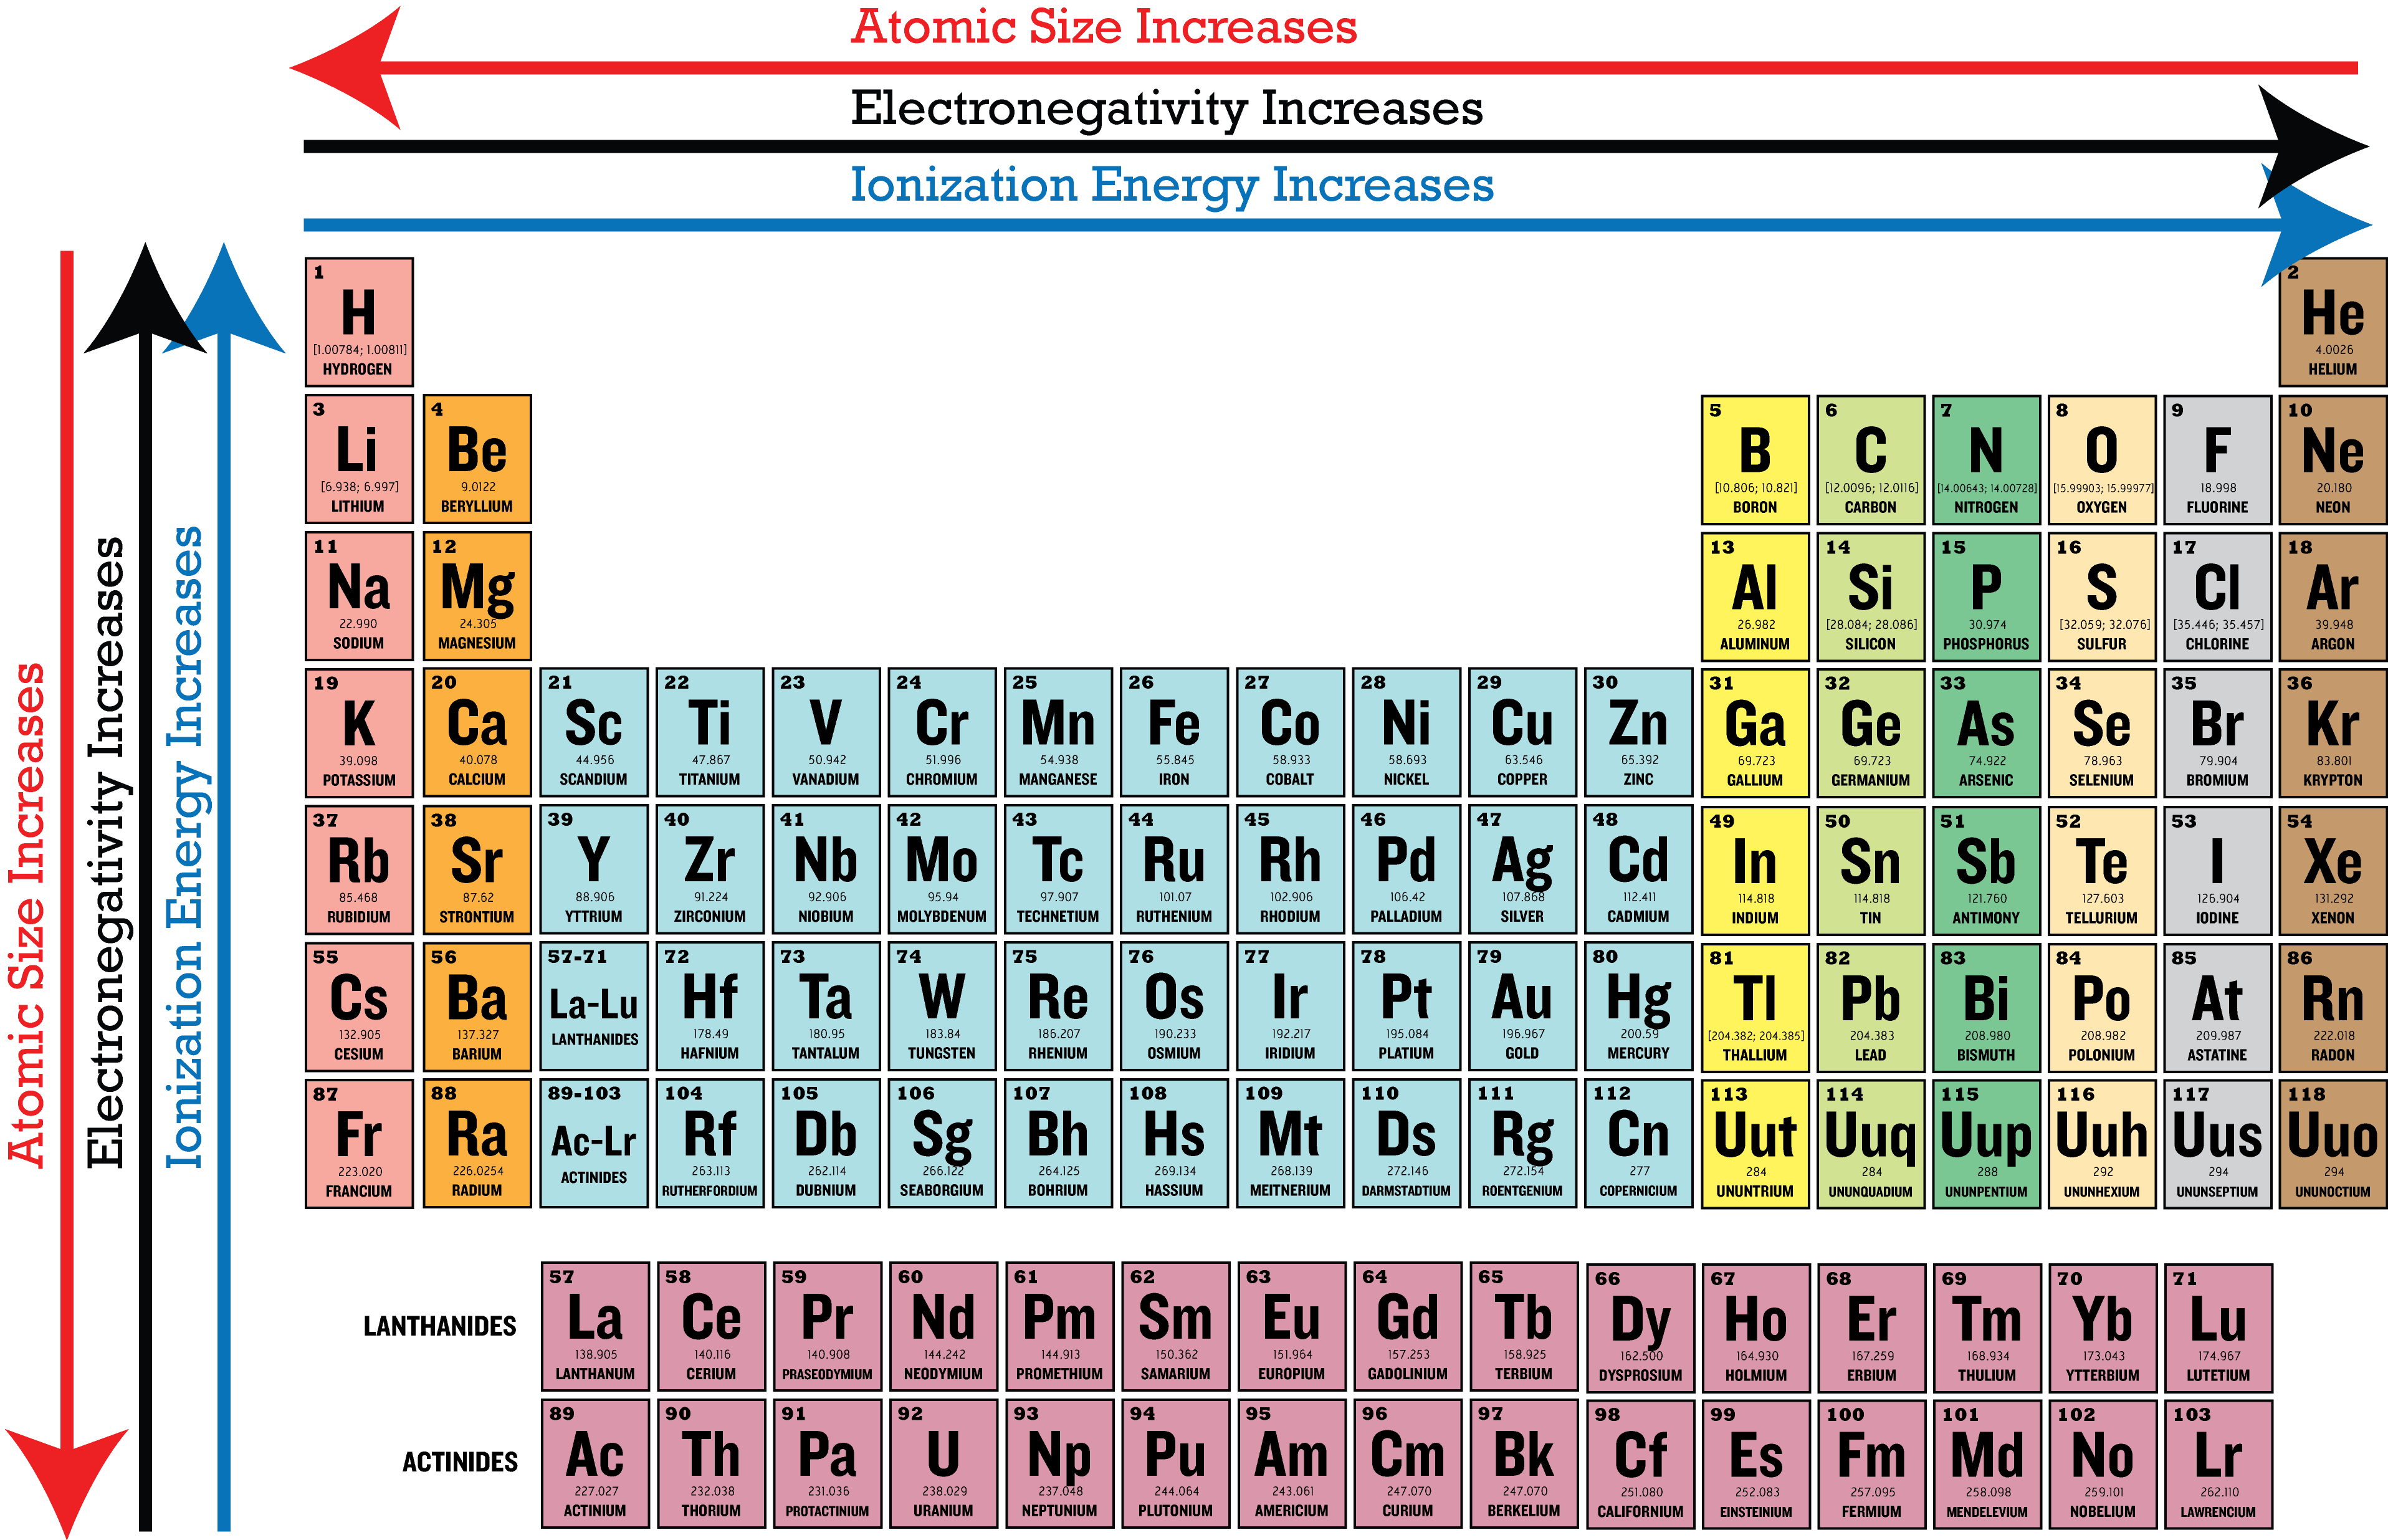 Atomic Size Increases
Electronegativity Increases
Ionization Energy Increases
Atomic Size Increases
Electronegativity Increases
Ionization Energy Increases
1
H
[1.00784; 1.00811]
HYDROGEN
2
He
4.0026
HELIUM
3
Li
[6.938; 6.997]
LITHIUM
4
Be
9.0122
BERYLLIUM
5
B
[10.806; 10.821]
BORON
6
C
[12.0096; 12.0116]
CARBON
7
N
[14.00643; 14.00728]
NITROGEN
8
O
[15.99903; 15.99977]
OXYGEN
9
F
18.998
FLUORINE
10
Ne
20.180
NEON
11
Na
22.990
SODIUM
12
Mg
24.305
MAGNESIUM
13
Al
26.982
ALUMINUM
14
Si
[28.084; 28.086]
SILICON
15
P
30.974
PHOSPHORUS
16
S
[32.059; 32.076]
SULFUR
17
Cl
[35.446; 35.457]
CHLORINE
18
Ar
39.948
ARGON
19
K
39.098
POTASSIUM
20
Ca
40.078
CALCIUM
21
Sc
44.956
SCANDIUM
22
Ti
47.867
TITANIUM
23
V
50.942
VANADIUM
24
Cr
51.996
CHROMIUM
25
Mn
54.938
MANGANESE
26
Fe
55.845
IRON
27
Co
58.933
COBALT
28
Ni
58.693
NICKEL
29
Cu
63.546
COPPER
30
Zn
65.392
ZINC
31
Ga
69.723
GALLIUM
32
Ge
69.723
GERMANIUM
33
As
74.922
ARSENIC
34
Se
78.963
SELENIUM
35
Br
79.904
BROMIUM
36
Kr
83.801
KRYPTON
37
Rb
85.468
RUBIDIUM
38
Sr
87.62
STRONTIUM
39
Y
88.906
YTTRIUM
40
Zr
91.224
ZIRCONIUM
41
Nb
92.906
NIOBIUM
42
Mo
95.94
MOLYBDENUM
43
Tc
97.907
TECHNETIUM
44
Ru
101.07
RUTHENIUM
45
Rh
102.906
RHODIUM
46
Pd
106.42
PALLADIUM
47
Ag
107.868
SILVER
48
Cd
112.411
CADMIUM
49
In
114.818
INDIUM
50
Sn
114.818
TIN
51
Sb
121.760
ANTIMONY
52
Te
127.603
TELLURIUM
53
I
126.904
IODINE
54
Xe
131.292
XENON
55
Cs
132.905
CESIUM
56
Ba
137.327
BARIUM
57-71
La-Lu
LANTHANIDES
72
Hf
178.49
HAFNIUM
73
Ta
180.95
TANTALUM
74
W
183.84
TUNGSTEN
75
Re
186.207
RHENIUM
76
Os
190.233
OSMIUM
77
Ir
192.217
IRIDIUM
78
Pt
195.084
PLATIUM
79
Au
196.967
GOLD
80
Hg
200.59
MERCURY
81
Tl
[204.382; 204.385]
THALLIUM
82
Pb
204.383
LEAD
83
Bi
208.980
BISMUTH
84
Po
208.982
POLONIUM
85
At
209.987
ASTATINE
86
Rn
222.018
RADON
87
Fr
223.020
FRANCIUM
88
Ra
226.0254
RADIUM
89-103
Ac-Lr
ACTINIDES
104
Rf
263.113
RUTHERFORDIUM
105
Db
262.114
DUBNIUM
106
Sg
266.122
SEABORGIUM
107
Bh
264.125
BOHRIUM
108
Hs
269.134
HASSIUM
109
Mt
268.139
MEITNERIUM
110
Ds
272.146
DARMSTADTIUM
111
Rg
272.154
ROENTGENIUM
112
Cn
277
COPERNICIUM
113
Uut
284
UNUNTRIUM
114
Uuq
284
UNUNQUADIUM
115
Uup
288
UNUNPENTIUM
116
Uuh
292
UNUNHEXIUM
117
Uus
294
UNUNSEPTIUM
118
Uuo
294
UNUNOCTIUM
LANTHANIDES
57
La
138.905
LANTHANUM
58
Ce
140.116
CERIUM
59
Pr
140.908
PRASEODYMIUM
60
Nd
144.242
NEODYMIUM
61
Pm
144.913
PROMETHIUM
62
Sm
150.362
SAMARIUM
63
Eu
151.964
EUROPIUM
64
Gd
157.253
GADOLINIUM
65
Tb
158.925
TERBIUM
66
Dy
162.500
DYSPROSIUM
67
Ho
164.930
HOLMIUM
68
Er
167.259
ERBIUM
69
Tm
168.934
THULIUM
70
Yb
173.043
YTTERBIUM
71
Lu
174.967
LUTETIUM
ACTINIDES
89
Ac
227.027
ACTINIUM
90
Th
232.038
THORIUM
91
Pa
231.036
PROTACTINIUM
92
U
238.029
URANIUM
93
Np
237.048
NEPTUNIUM
94
Pu
244.064
PLUTONIUM
95
Am
243.061
AMERICIUM
96
Cm
247.070
CURIUM
97
Bk
247.070
BERKELIUM
98
Cf
251.080
CALIFORNIUM
99
Es
252.083
EINSTEINIUM
100
Fm
257.095
FERMIUM
101
Md
258.098
MENDELEVIUM
102
No
259.101
NOBELIUM
103
Lr
262.110
LAWRENCIUM